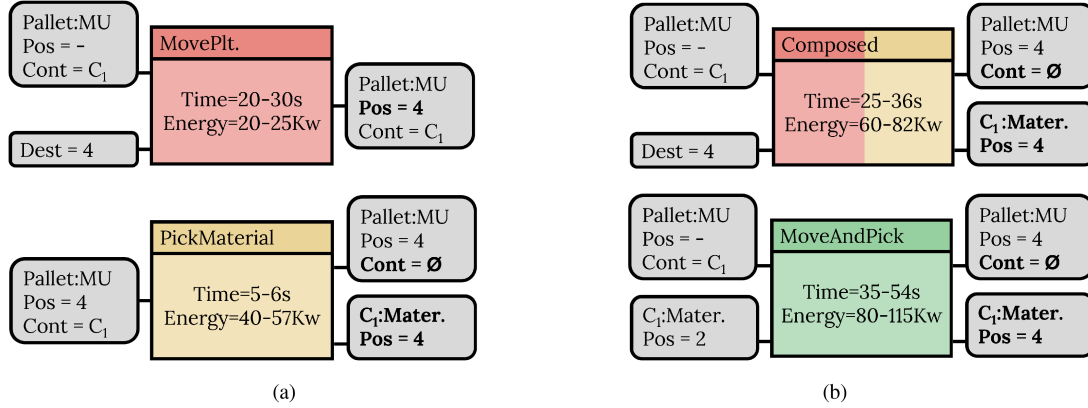 Pallet:MU
Pos = -
Cont = C₁
Dest = 4
MovePlt.
Time=20-30s
Energy=20-25Kw
Pallet:MU
Pos = 4
Cont = C₁
Pallet:MU
Pos = 4
Cont = C₁
PickMaterial
Time=5-6s
Energy=40-57Kw
Pallet:MU
Pos = 4
Cont = Ø
C₁:Mater.
Pos = 4
(a)
Pallet:MU
Pos = -
Cont = C₁
Dest = 4
Composed
Time=25-36s
Energy=60-82Kw
Pallet:MU
Pos = 4
Cont = Ø
C₁:Mater.
Pos = 4
Pallet:MU
Pos = -
Cont = C₁
C₁:Mater.
Pos = 2
MoveAndPick
Time=35-54s
Energy=80-115Kw
Pallet:MU
Pos = 4
Cont = Ø
C₁:Mater.
Pos = 4
(b)